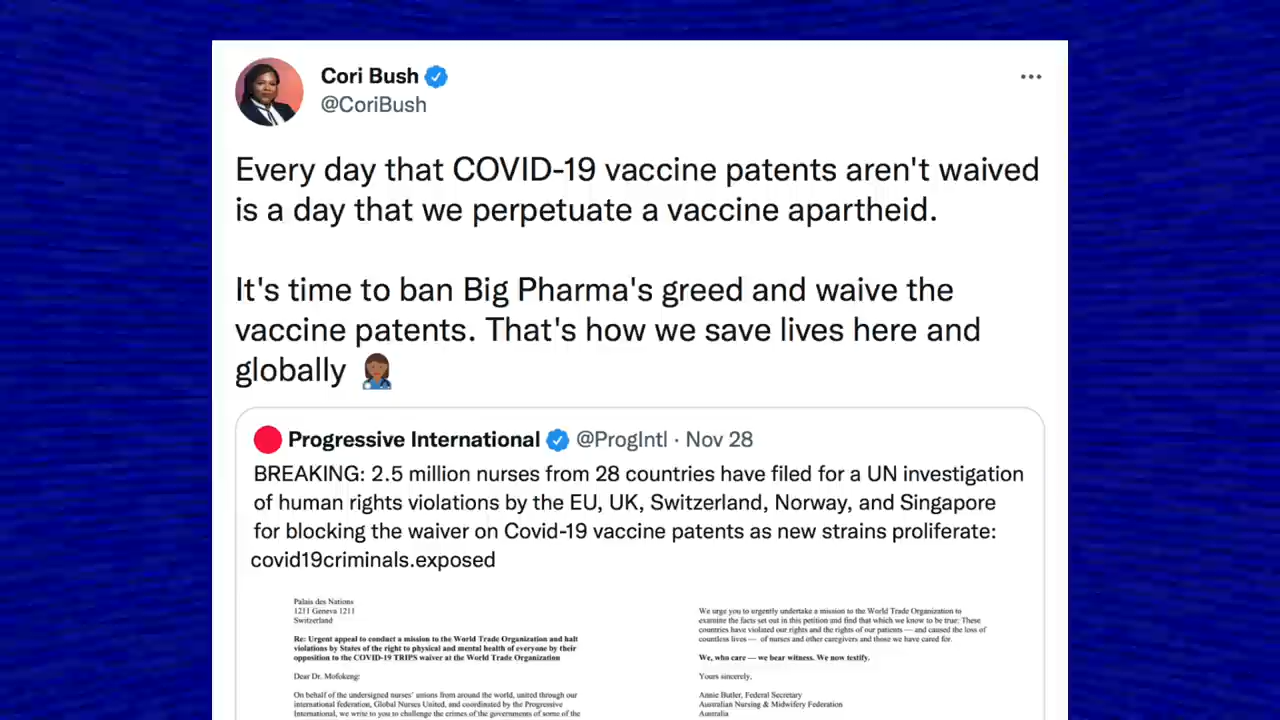 Cori Bush
@CoriBush
Every day that COVID-19 vaccine patents aren't waived
is a day that we perpetuate a vaccine apartheid.
It's time to ban Big Pharma's greed and waive the
vaccine patents. That's how we save lives here and
globally 👩🏾‍⚕️
Progressive International @ProgIntl · Nov 28
BREAKING: 2.5 million nurses from 28 countries have filed for a UN investigation
of human rights violations by the EU, UK, Switzerland, Norway, and Singapore
for blocking the waiver on Covid-19 vaccine patents as new strains proliferate:
covid19criminals.exposed
Palais des Nations
1211 Geneva 1211
Switzerland
Re: Urgent appeal to conduct a mission to the World Trade Organization and halt
violations by States of the right to physical and mental health of everyone by their
opposition to the COVID-19 TRIPS waiver at the World Trade Organization
Dear Dr. Mofokeng:
On behalf of the undersigned nurses' unions from around the world, united through our
international federation, Global Nurses United, and coordinated by the Progressive
International, we write to you to challenge the crimes of the governments of some of the
We urge you to urgently undertake a mission to the World Trade Organization to
examine the facts set out in this petition and find that which we know to be true: These
countries have violated our rights and the rights of our patients — and caused the loss of
countless lives — of nurses and other caregivers and those we have cared for.
We, who care — we bear witness. We now testify.
Yours sincerely,
Annie Butler, Federal Secretary
Australian Nursing & Midwifery Federation
Australia